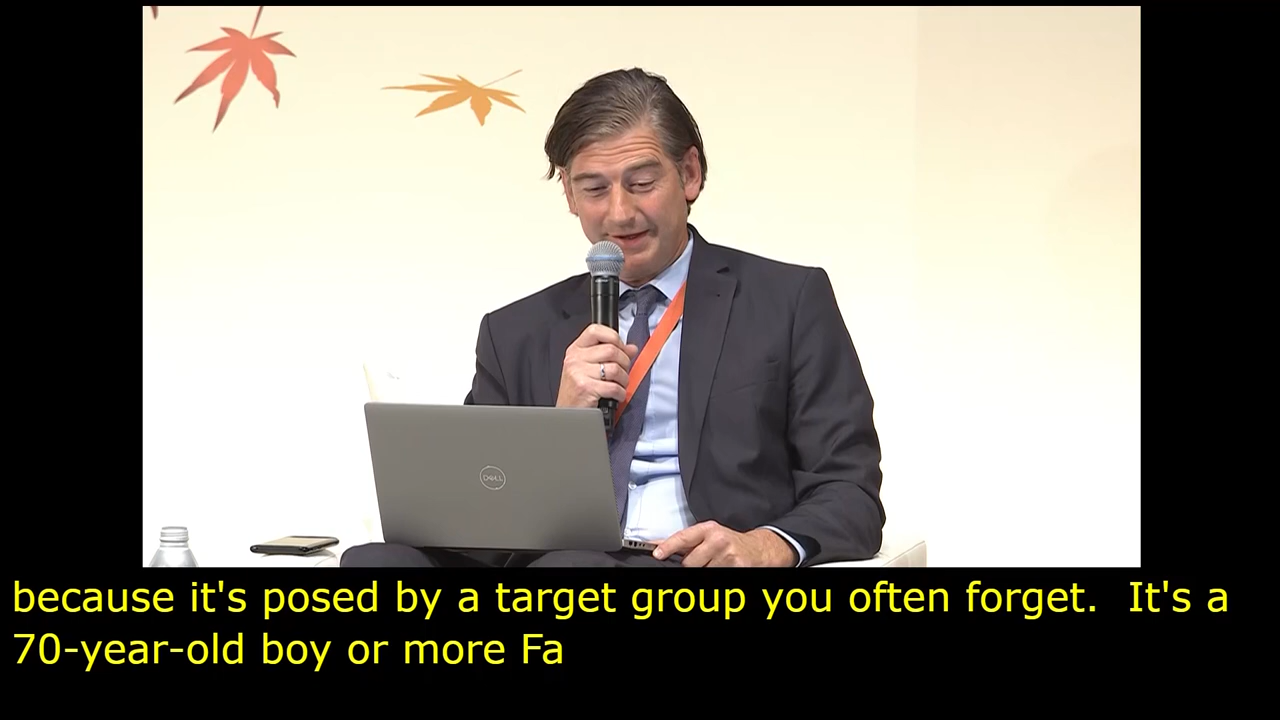 DELL
because it's posed by a target group you often forget.  It's a
70-year-old boy or more Fa